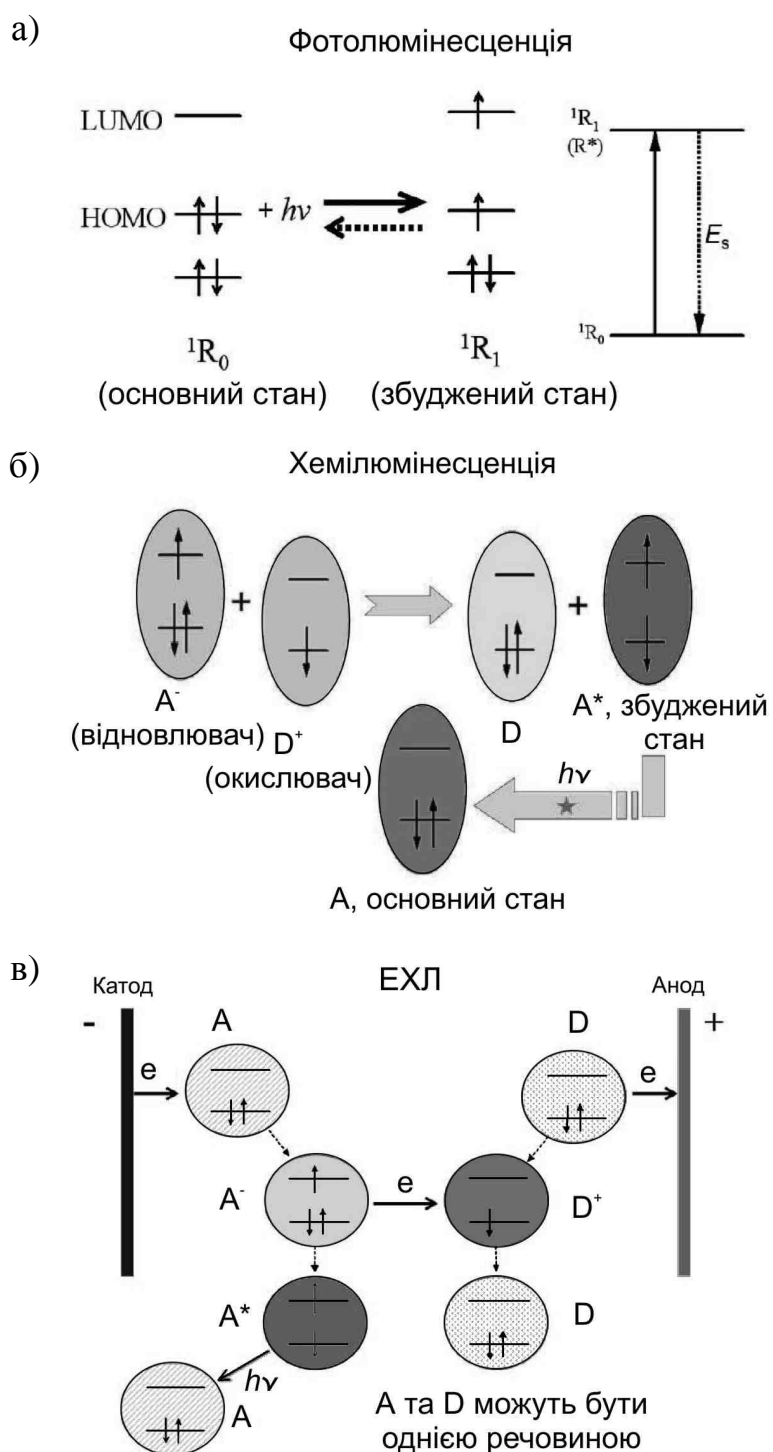 а)
Фотолюмінесценція
LUMO
HOMO
+ hν
¹R₁
(R*)
Eₛ
¹R₀
¹R₀
(основний стан)
¹R₁
(збуджений стан)
б)
Хемілюмінесценція
+
+
A⁻
(відновлювач)
D⁺
(окислювач)
D
A*, збуджений
стан
hν
A, основний стан
в)
ЕХЛ
Катод
Анод
-
+
A
D
e
e
A⁻
e
D⁺
A*
D
hν
A
A та D можуть бути
однією речовиною